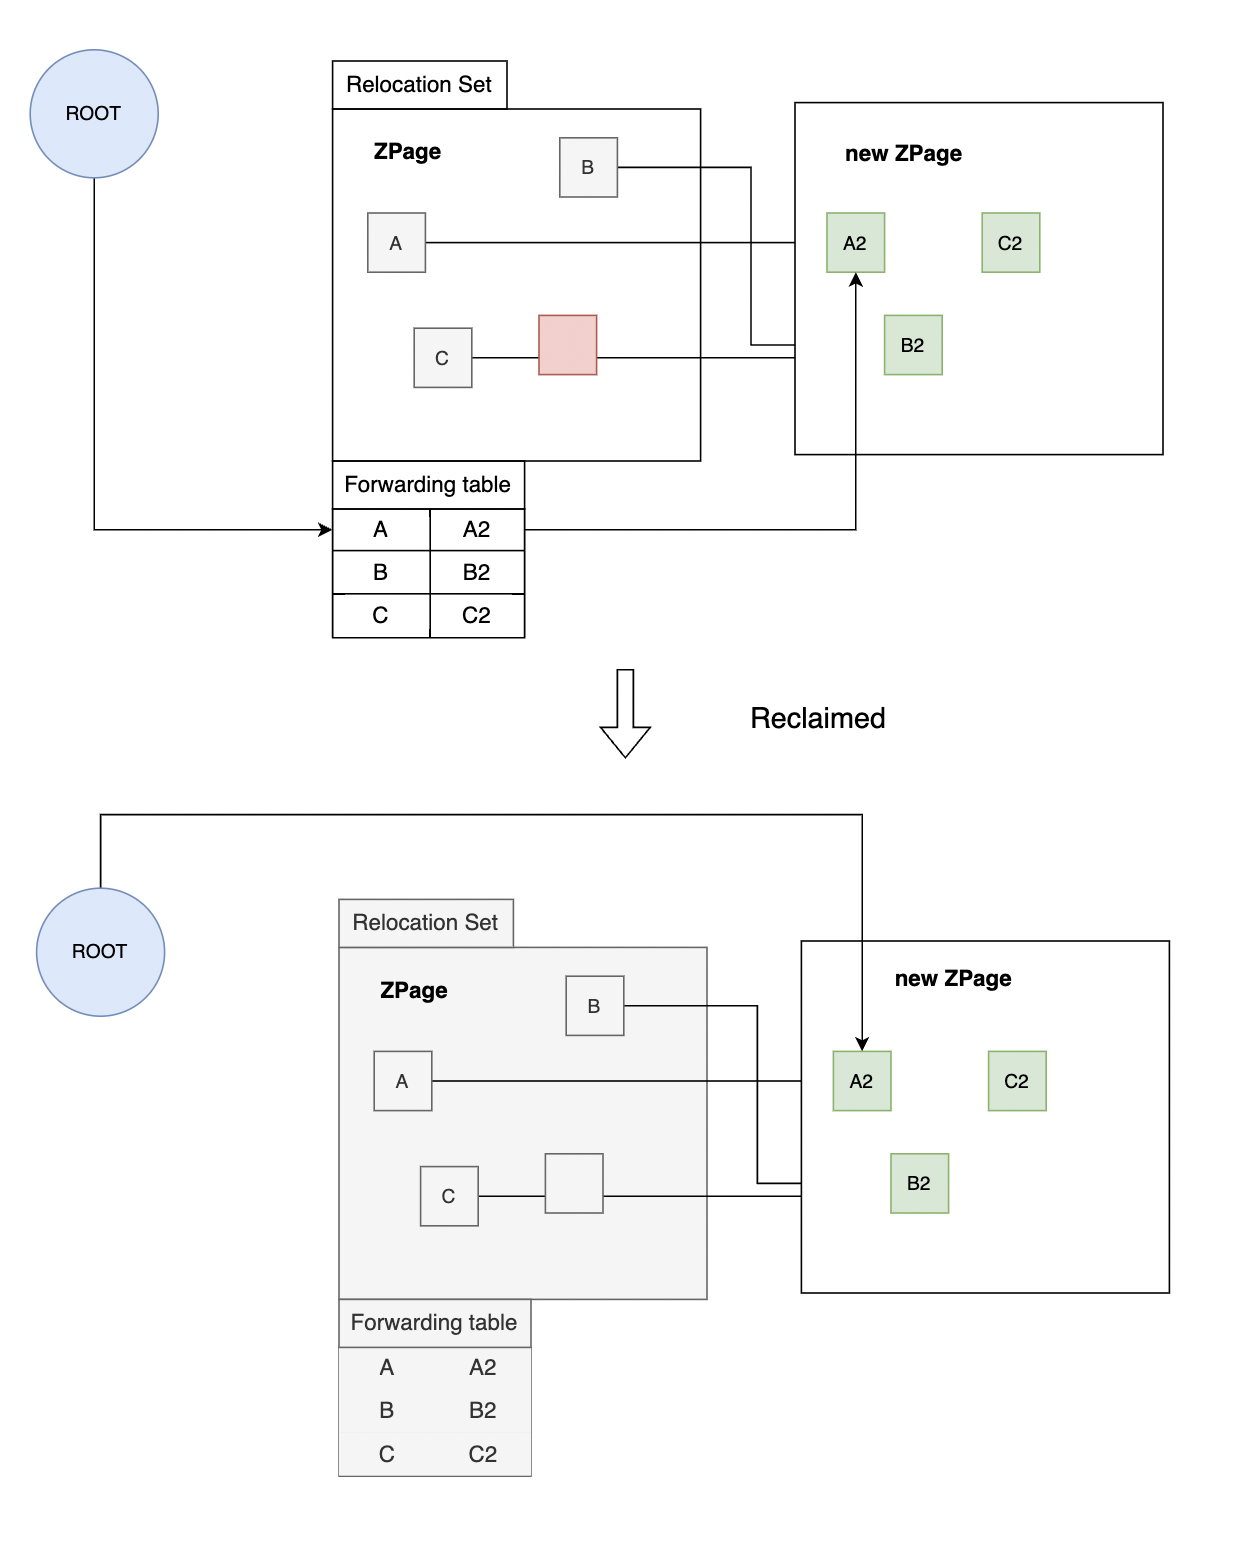 ROOT
Relocation Set
ZPage
B
new ZPage
A
A2
C2
C
B2
Forwarding table
A A2
B B2
C C2
Reclaimed
ROOT
Relocation Set
ZPage
B
new ZPage
A
A2
C2
C
B2
Forwarding table
A A2
B B2
C C2